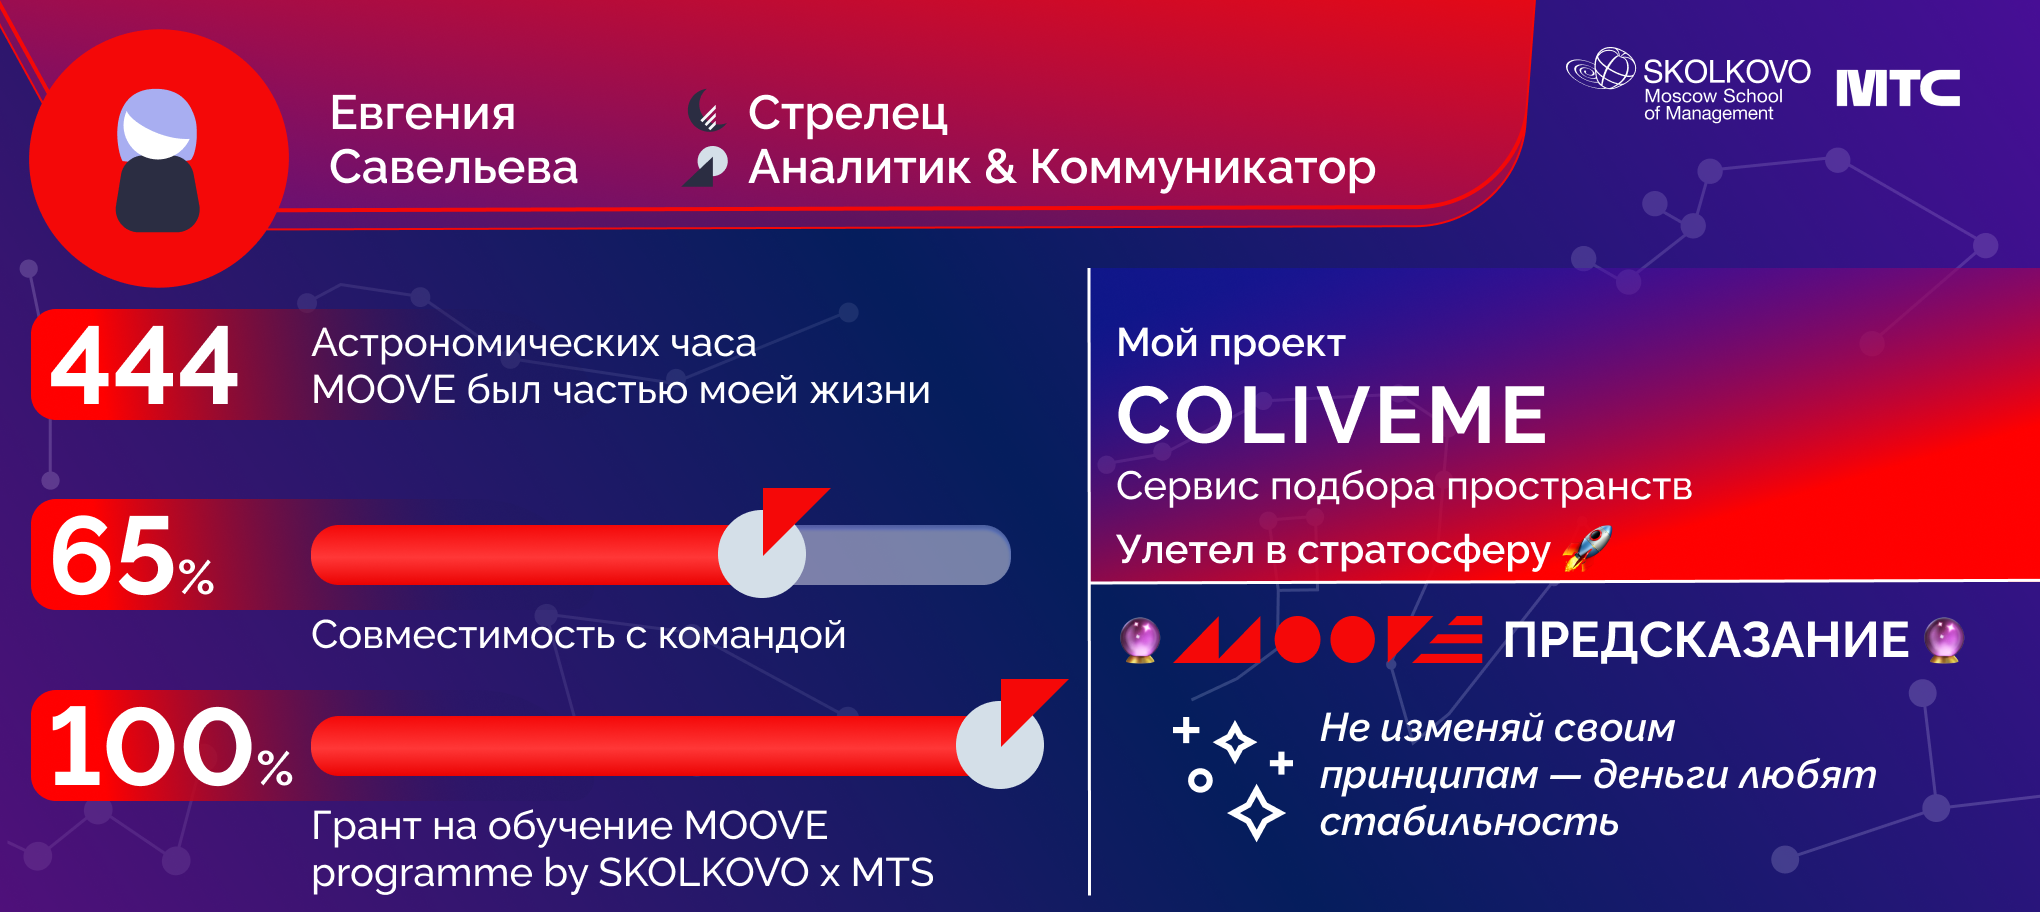 Евгения
Савельева
Стрелец
Аналитик & Коммуникатор
SKOLKOVO
Moscow School
of Management
МТС
444
Астрономических часа
MOOVE был частью моей жизни
65%
Совместимость с командой
100%
Грант на обучение MOOVE
programme by SKOLKOVO x MTS
Мой проект
COLIVEME
Сервис подбора пространств
Улетел в стратосферу 🚀
🔮 MOOVE ПРЕДСКАЗАНИЕ 🔮
Не изменяй своим
принципам — деньги любят
стабильность